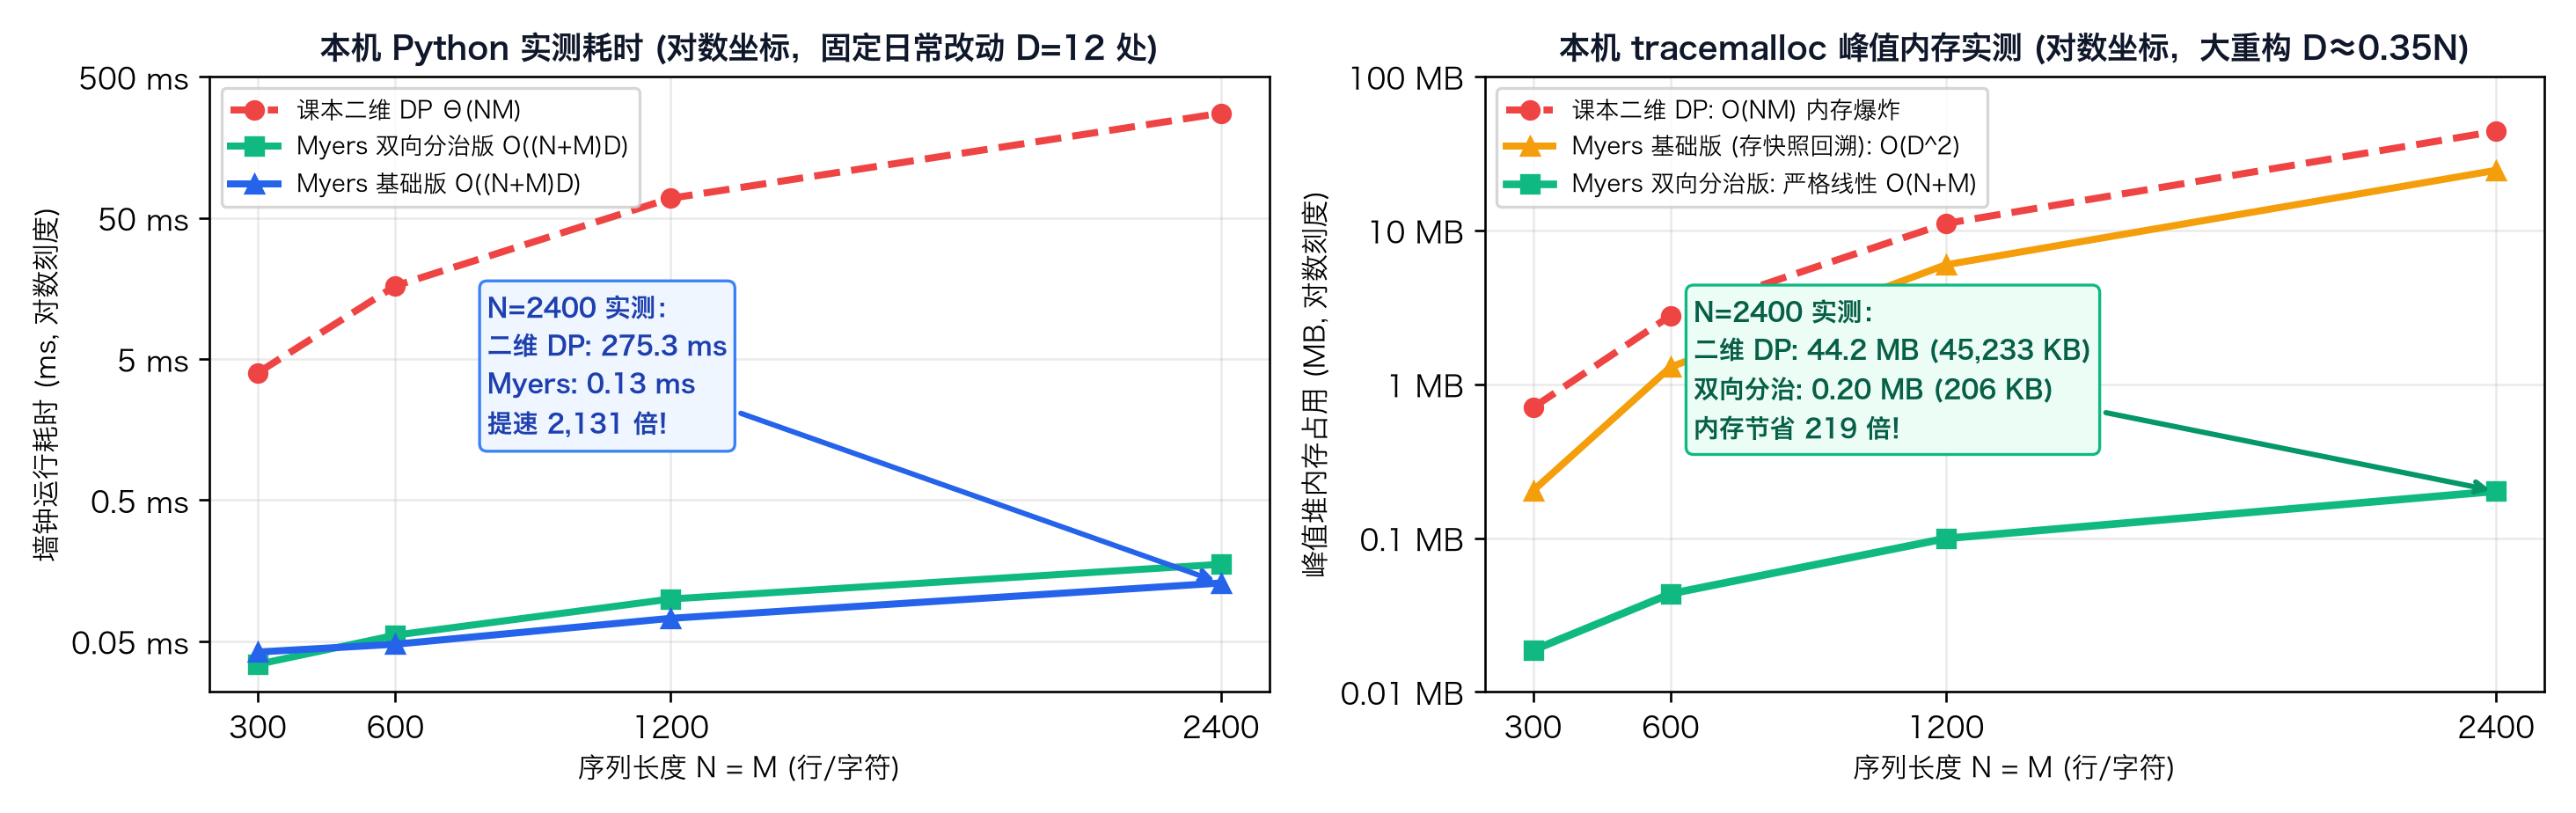 本机 Python 实测耗时 (对数坐标，固定日常改动 D=12 处)
500 ms
50 ms
5 ms
0.5 ms
0.05 ms
墙钟运行耗时 (ms, 对数刻度)
课本二维 DP Θ(NM)
Myers 双向分治版 O((N+M)D)
Myers 基础版 O((N+M)D)
N=2400 实测:
二维 DP: 275.3 ms
Myers: 0.13 ms
提速 2,131 倍!
300 600 1200 2400
序列长度 N = M (行/字符)
本机 tracemalloc 峰值内存实测 (对数坐标，大重构 D≈0.35N)
100 MB
10 MB
1 MB
0.1 MB
0.01 MB
峰值堆内存占用 (MB, 对数刻度)
课本二维 DP: O(NM) 内存爆炸
Myers 基础版 (存快照回溯): O(D^2)
Myers 双向分治版: 严格线性 O(N+M)
N=2400 实测:
二维 DP: 44.2 MB (45,233 KB)
双向分治: 0.20 MB (206 KB)
内存节省 219 倍!
300 600 1200 2400
序列长度 N = M (行/字符)